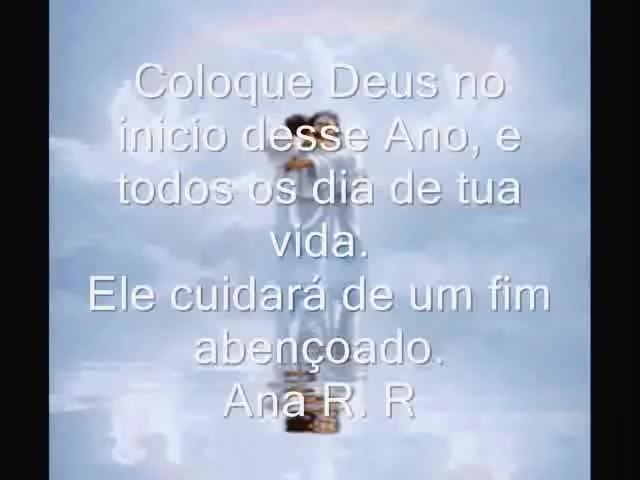 Coloque Deus no
inicio desse Ano, e
todos os dia de tua
vida.
Ele cuidará de um fim
abençoado.
Ana R. R